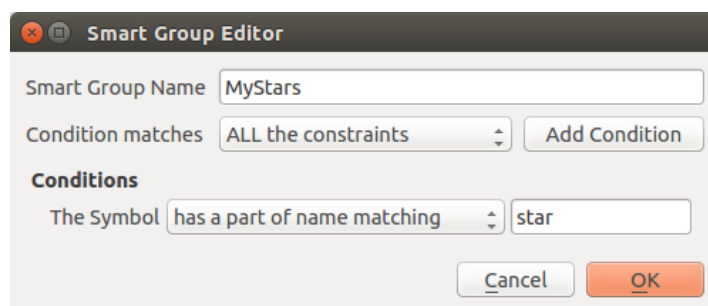 Smart Group Editor
Smart Group Name MyStars
Condition matches ALL the constraints Add Condition
Conditions
The Symbol has a part of name matching star
Cancel OK